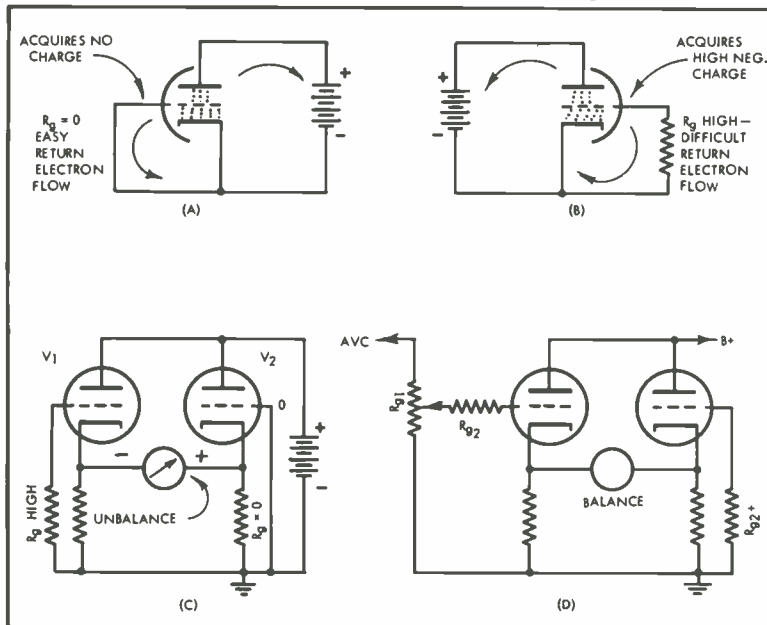 ACQUIRES NO
CHARGE
Rg = 0
EASY
RETURN
ELECTRON
FLOW
+
-
(A)
+
-
ACQUIRES
HIGH NEG.
CHARGE
Rg HIGH—
DIFFICULT
RETURN
ELECTRON
FLOW
(B)
V1
V2
0
+
-
- +
UNBALANCE
Rg HIGH
Rg = 0
(C)
AVC
B+
Rg1
Rg2
BALANCE
Rg2+
(D)